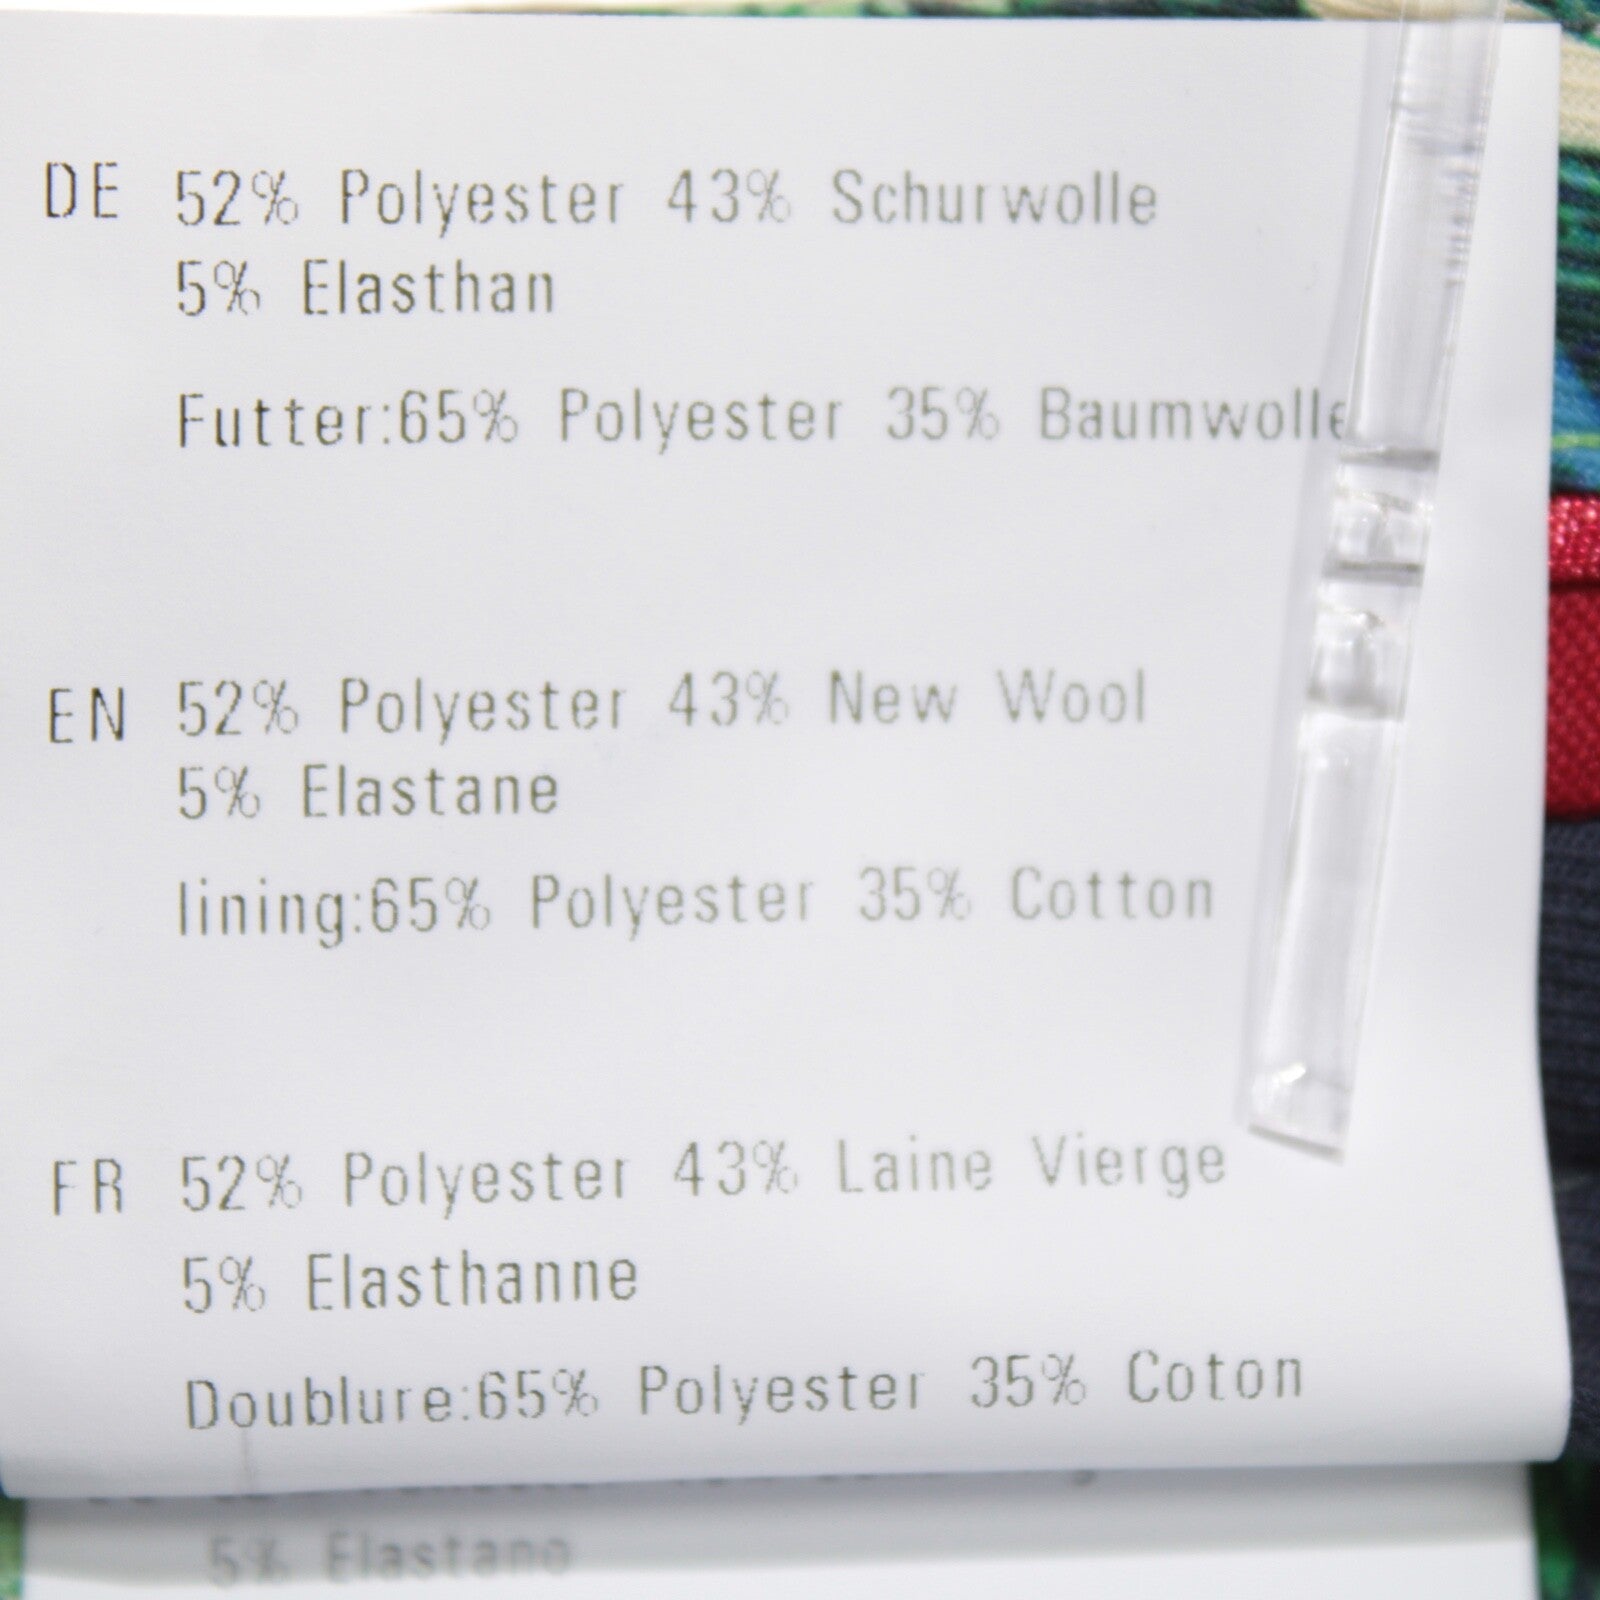 DE 52% Polyester 43% Schurwolle
5% Elasthan
Futter:65% Polyester 35% Baumwolle
EN 52% Polyester 43% New Wool
5% Elastane
lining:65% Polyester 35% Cotton
FR 52% Polyester 43% Laine Vierge
5% Elasthanne
Doublure:65% Polyester 35% Coton
5% Elastano